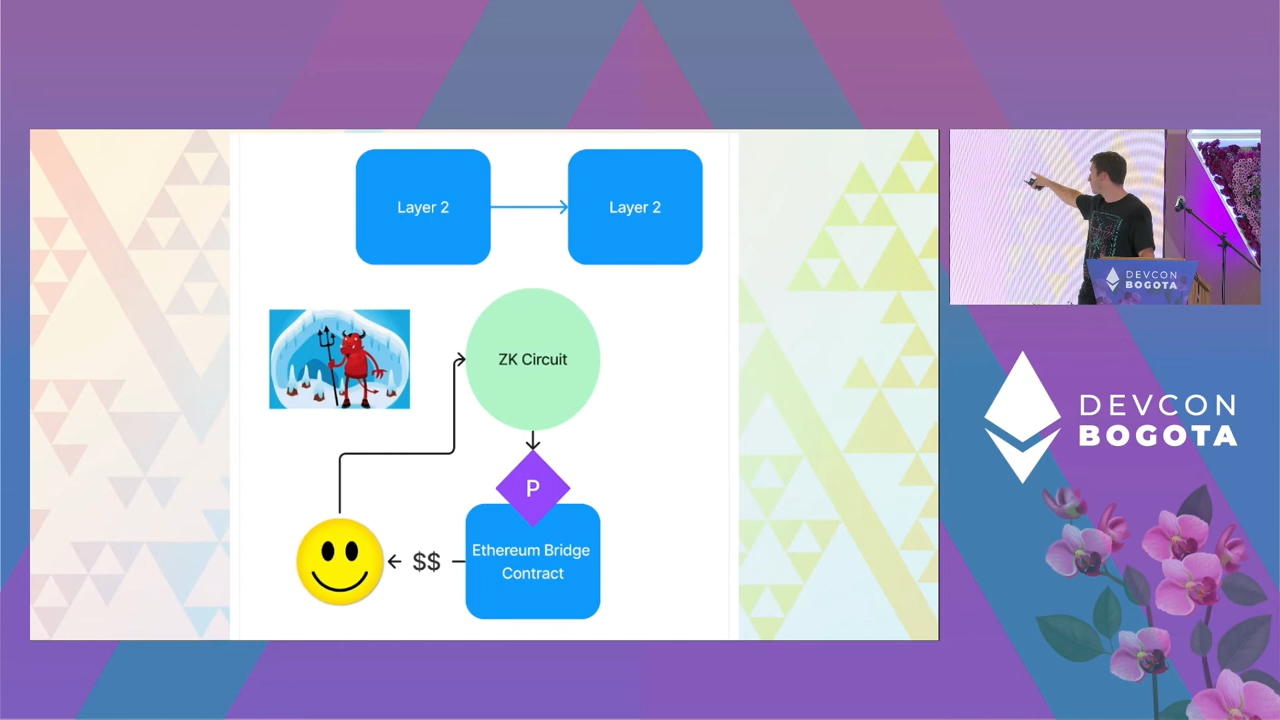 Layer 2
Layer 2
ZK Circuit
P
$$
Ethereum Bridge
Contract
DEVCON
BOGOTA
DEVCON
BOGOTA